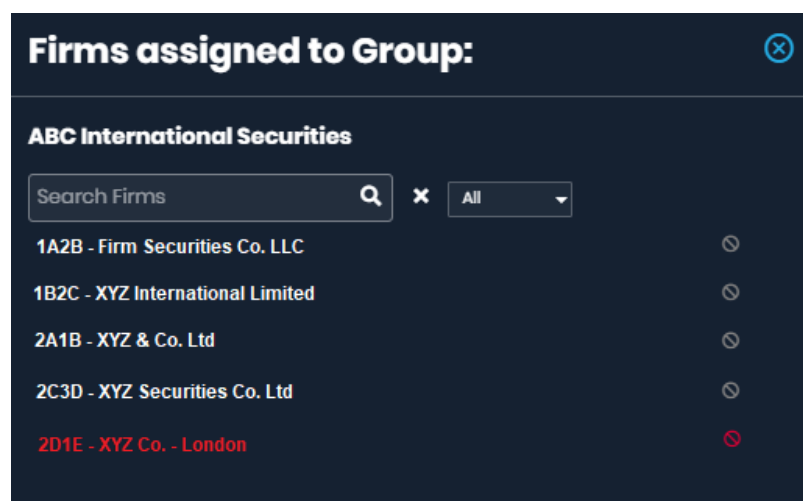 Firms assigned to Group:
ABC International Securities
Search Firms
All
1A2B - Firm Securities Co. LLC
1B2C - XYZ International Limited
2A1B - XYZ & Co. Ltd
2C3D - XYZ Securities Co. Ltd
2D1E - XYZ Co. - London